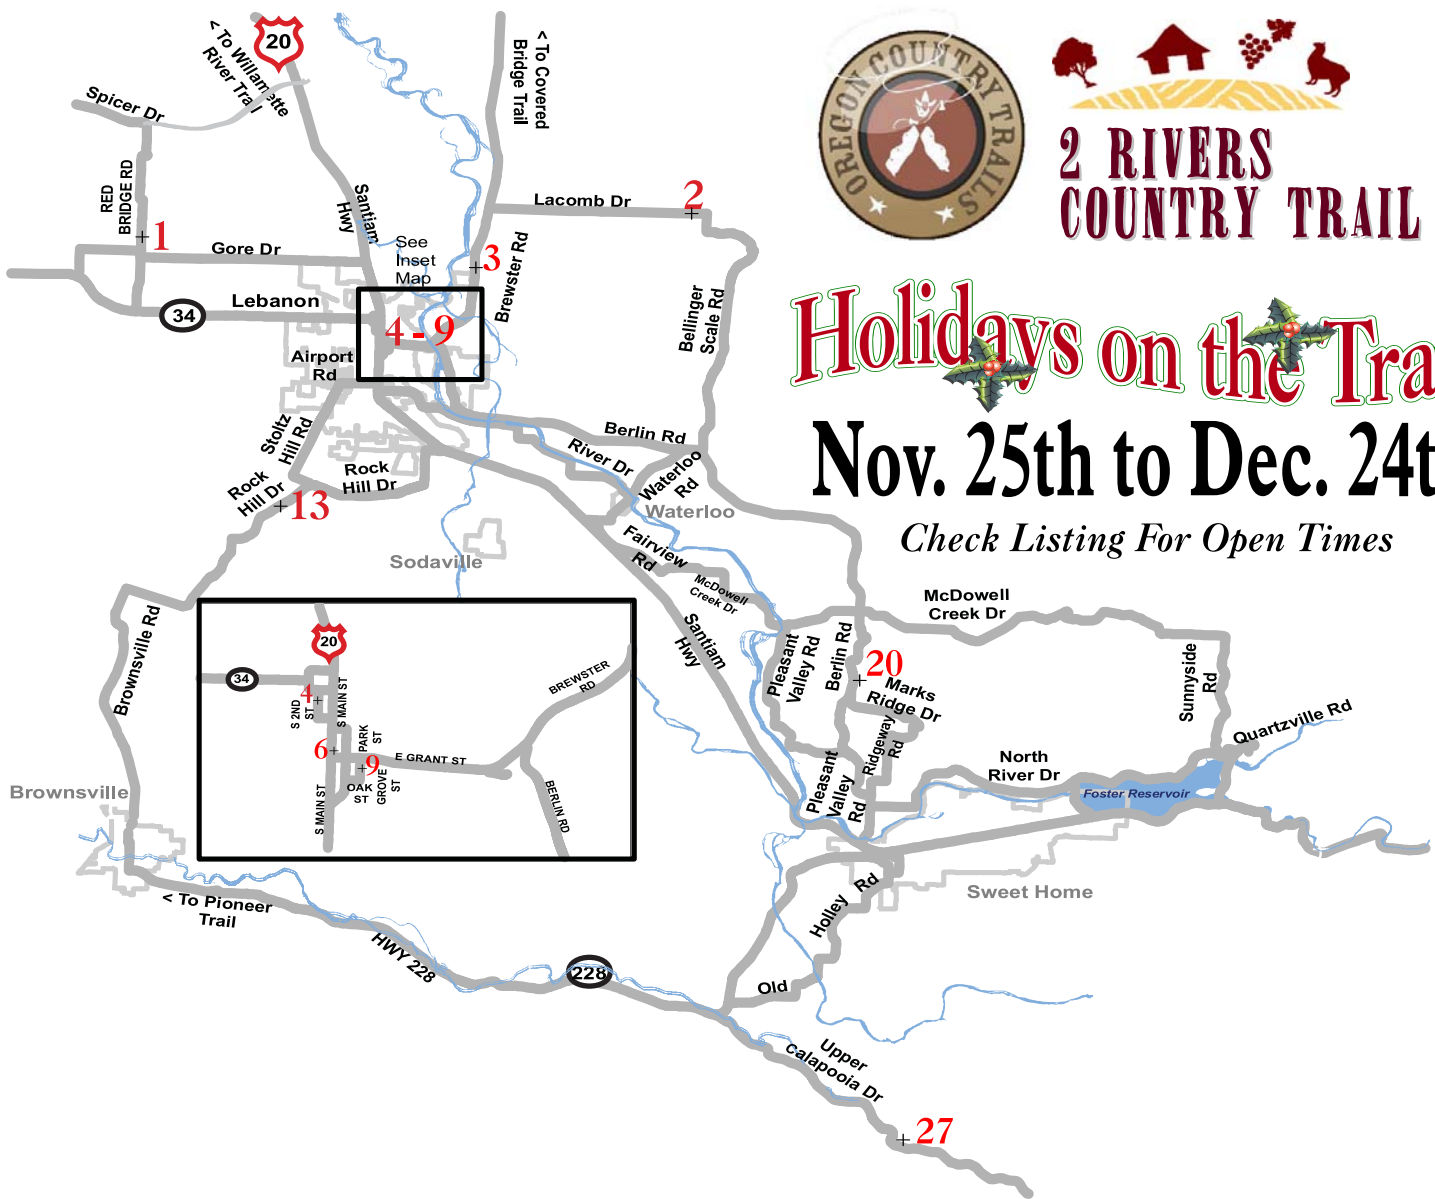 20
< To Willamette
River Trail
< To Covered
Bridge Trail
Spicer Dr
RED
BRIDGE RD
1
Gore Dr
Santiam
Hwy
See
Inset
Map
Lacomb Dr
2
3
Brewster Rd
Bellinger
Scale Rd
34
Lebanon
4 - 9
Airport
Rd
Stoltz
Hill Rd
Rock
Hill Dr
Rock
Hill Dr
13
Berlin Rd
River Dr
Waterloo
Rd
Waterloo
Sodaville
Fairview
Rd
McDowell
Creek Dr
Santiam
Hwy
Pleasant
Valley Rd
Berlin Rd
20
Marks
Ridge Dr
Ridgeway
Rd
Pleasant
Valley
Rd
McDowell
Creek Dr
Sunnyside
Rd
Quartzville Rd
North
River Dr
Foster Reservoir
Sweet Home
Old
Holley
Rd
Brownsville Rd
Brownsville
< To Pioneer
Trail
HWY 228
228
Upper
Calapooia Dr
27
20
34
4
S 2ND
ST
S MAIN ST
6
PARK
ST
9
E GRANT ST
OAK
ST
GROVE
ST
S MAIN ST
BREWSTER
RD
BERLIN RD
OREGON COUNTRY TRAILS
2 RIVERS
COUNTRY TRAIL
Holidays on the Tra
Nov. 25th to Dec. 24t
Check Listing For Open Times